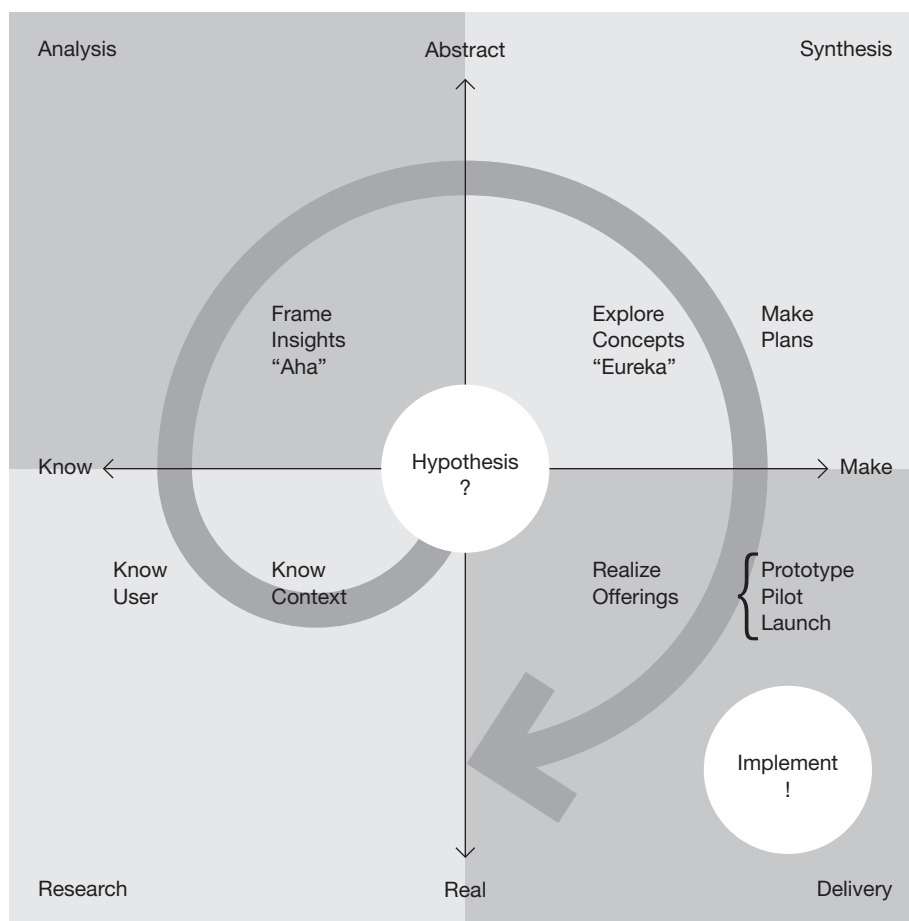 Analysis
Abstract
Synthesis
Frame
Insights
“Aha”
Explore
Concepts
“Eureka”
Make
Plans
Know
Hypothesis
?
Make
Know
User
Know
Context
Realize
Offerings
Prototype
Pilot
Launch
Implement
!
Research
Real
Delivery